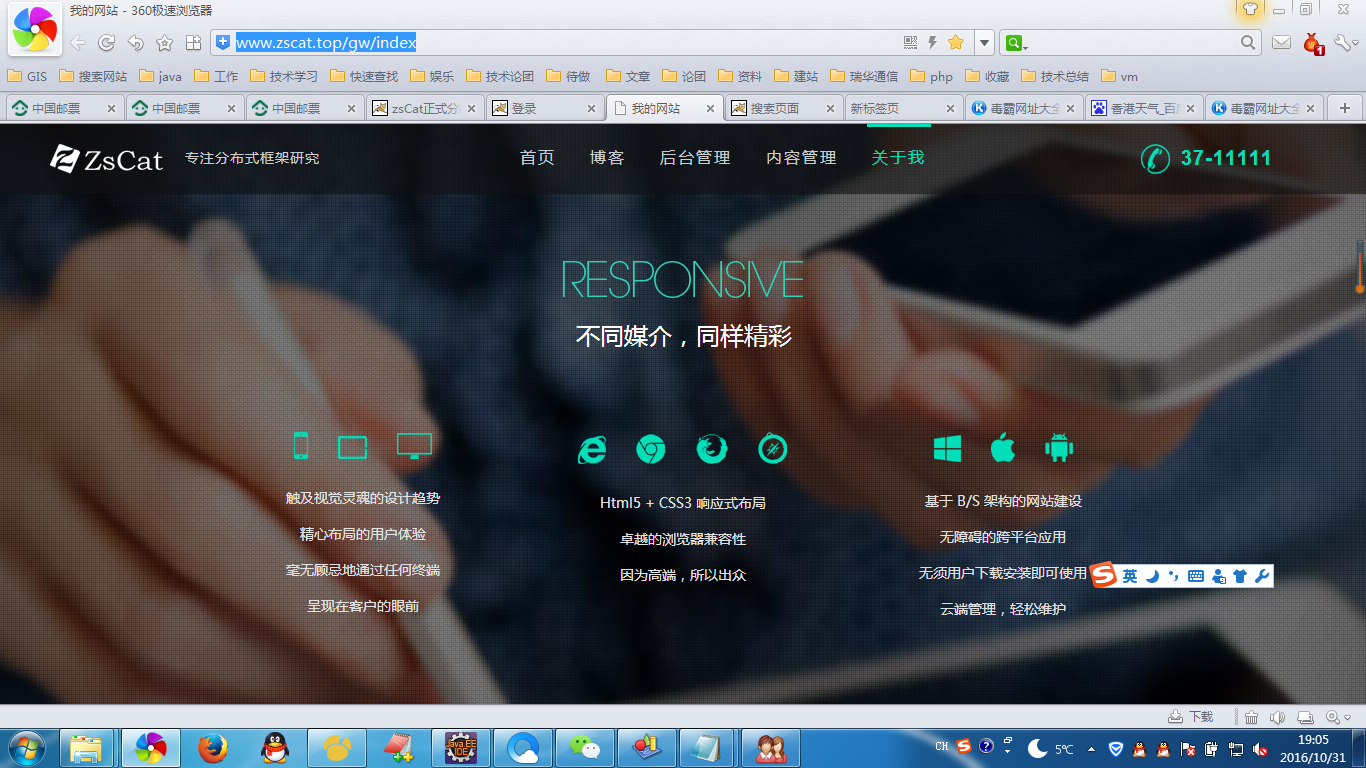 我的网站 - 360极速浏览器
www.zscat.top/gw/index
GIS 搜索网站 java 工作 技术学习 快速查找 娱乐 技术论团 待做 文章 论团 资料 建站 瑞华通信 php 收藏 技术总结 vm
中国邮票 中国邮票 中国邮票 zsCat正式分 登录 我的网站 搜索页面 新标签页 毒霸网址大全 香港天气_百度 毒霸网址大全
ZsCat 专注分布式框架研究 首页 博客 后台管理 内容管理 关于我 37-11111
RESPONSIVE
不同媒介，同样精彩
触及视觉灵魂的设计趋势
精心布局的用户体验
毫无顾忌地通过任何终端
呈现在客户的眼前
Html5 + CSS3 响应式布局
卓越的浏览器兼容性
因为高端，所以出众
基于 B/S 架构的网站建设
无障碍的跨平台应用
无须用户下载安装即可使用
云端管理，轻松维护
英
下载
Java EE
IDE
CH
5℃
19:05
2016/10/31